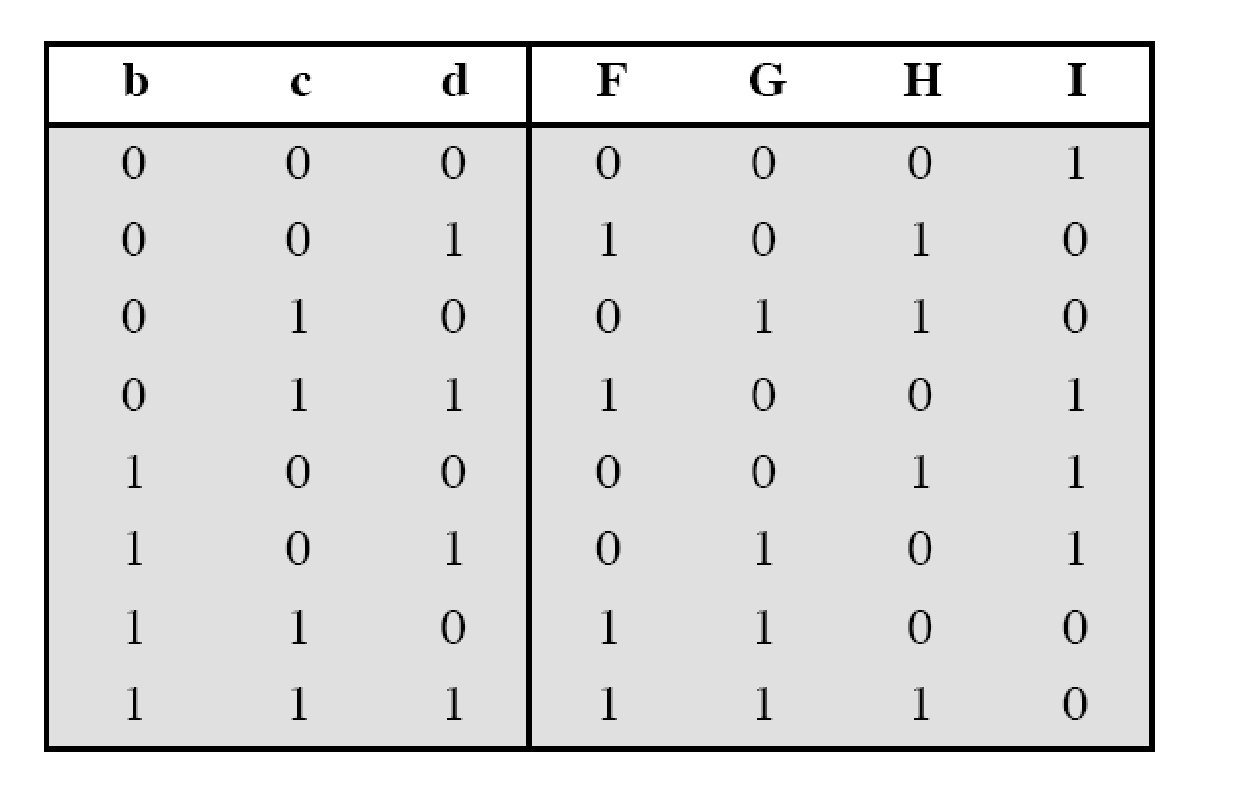 b c d F G H I
0 0 0 0 0 0 1
0 0 1 1 0 1 0
0 1 0 0 1 1 0
0 1 1 1 0 0 1
1 0 0 0 0 1 1
1 0 1 0 1 0 1
1 1 0 1 1 0 0
1 1 1 1 1 1 0